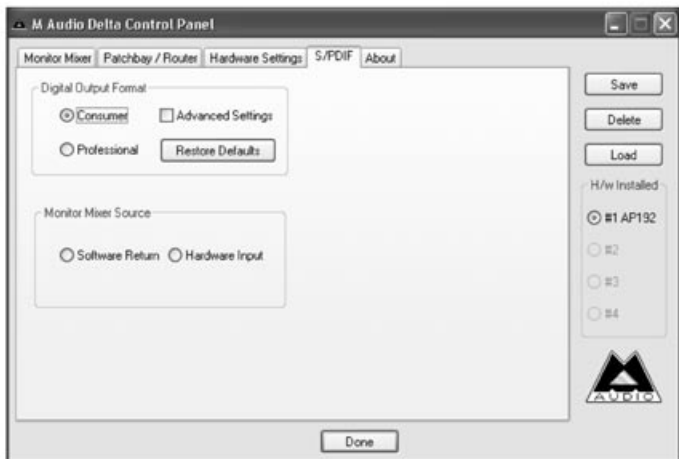 M Audio Delta Control Panel
Monitor Mixer Patchbay / Router Hardware Settings S/PDIF About
Digital Output Format
Consumer Advanced Settings
Professional Restore Defaults
Monitor Mixer Source
Software Return Hardware Input
Save
Delete
Load
H/w Installed
#1 AP192
#2
#3
#4
M
AUDIO
Done